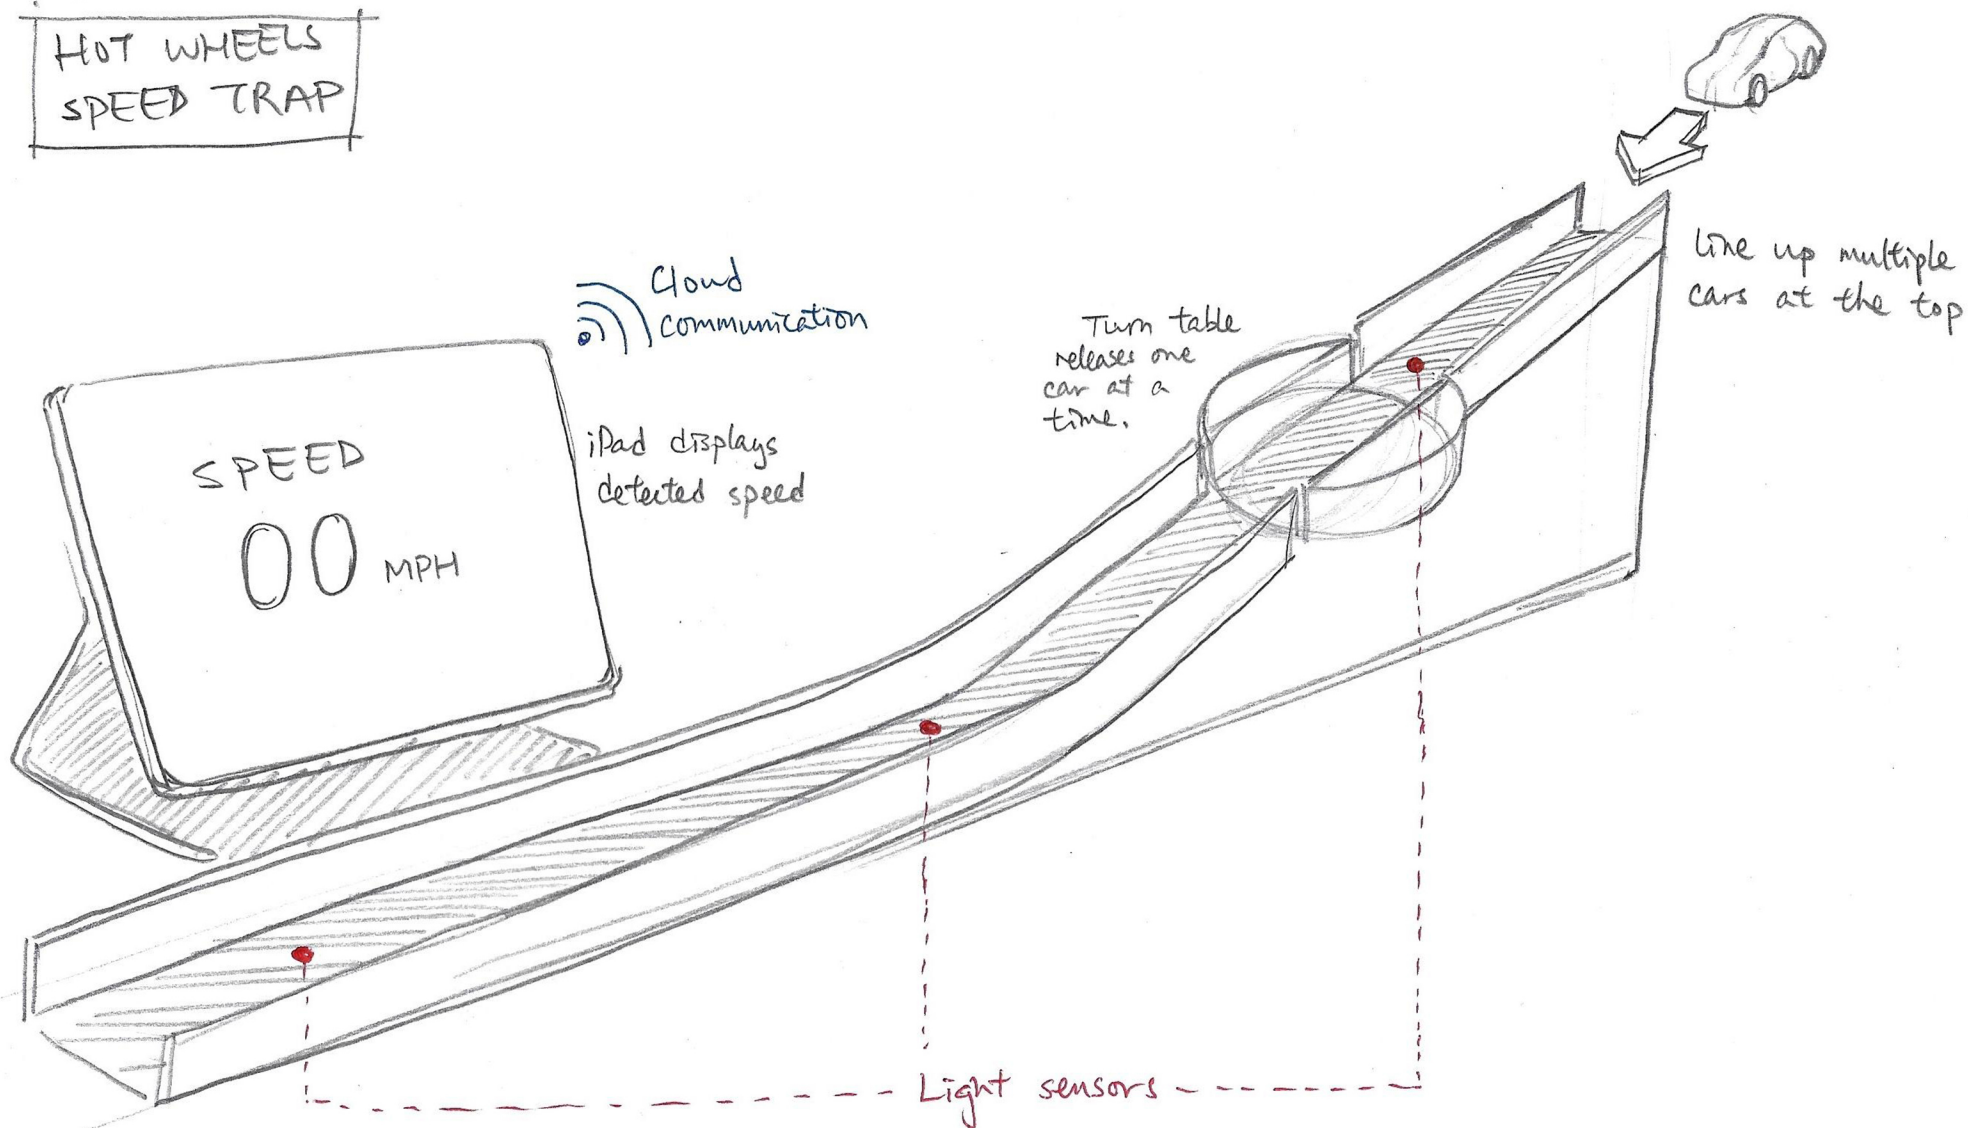 HOT WHEELS
SPEED TRAP
Cloud
communication
Line up multiple
cars at the top
Turn table
releases one
car at a
time.
iPad displays
detected speed
SPEED
00 MPH
Light sensors